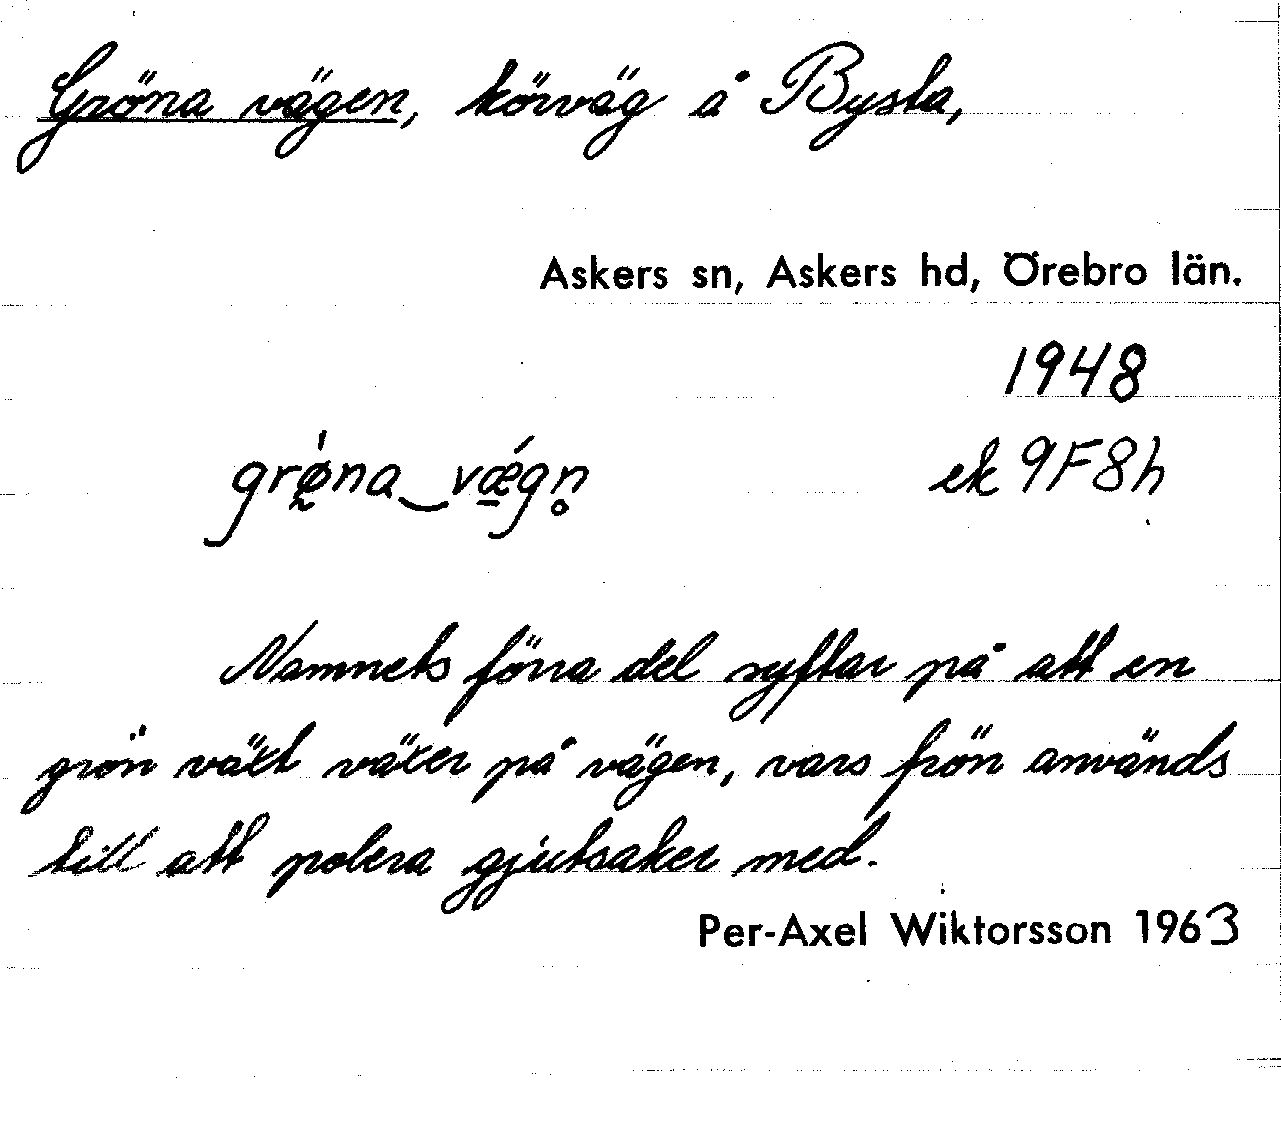 Gröna vägen, körväg å Bysta,
Askers sn, Askers hd, Örebro län.
1948
grø̀na‿vǽgn̥ ek 9F8h
Namnets förra del syftar på att en
grön växt växer på vägen, vars frön används
till att polera gjutsaker med.
Per-Axel Wiktorsson 1963